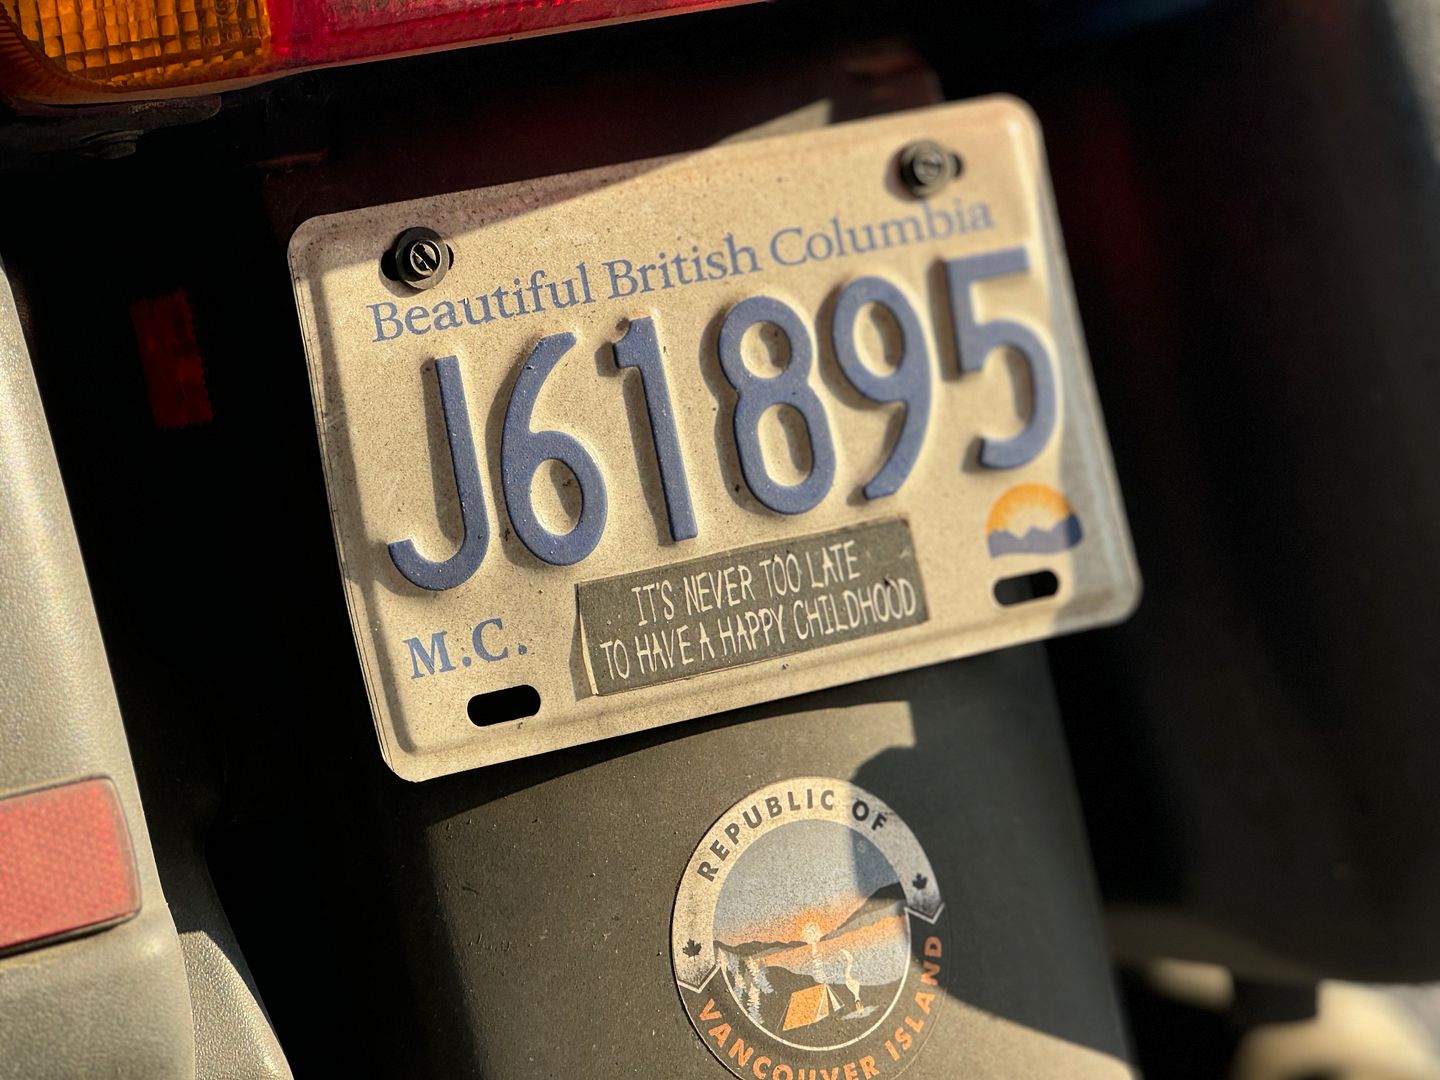 Beautiful British Columbia
J61895
IT'S NEVER TOO LATE
TO HAVE A HAPPY CHILDHOOD
M.C.
REPUBLIC OF
VANCOUVER ISLAND